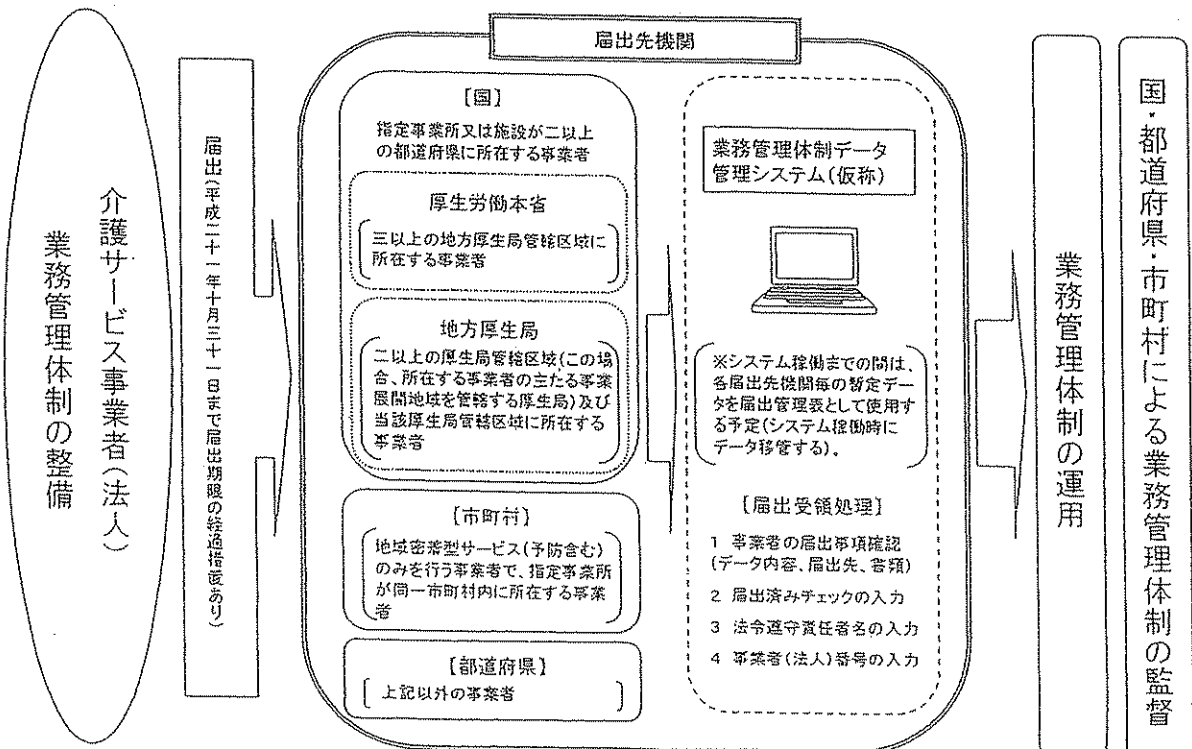 届出先機関
介護サービス事業者(法人)
業務管理体制の整備
届出(平成二十一年十月三十一日まで届出期限の経過措置あり)
【国】
指定事業所又は施設が二以上
の都道府県に所在する事業者
厚生労働本省
三以上の地方厚生局管轄区域に
所在する事業者
地方厚生局
二以上の厚生局管轄区域(この場
合、所在する事業者の主たる事業
展開地域を管轄する厚生局)及び
当該厚生局管轄区域に所在する
事業者
【市町村】
地域密着型サービス(予防含む)
のみを行う事業者で、指定事業所
が同一市町村内に所在する事業
者
【都道府県】
上記以外の事業者
業務管理体制データ
管理システム(仮称)
※システム稼働までの間は、
各届出先機関毎の暫定デー
タを届出管理表として使用す
る予定(システム稼働時に
データ移管する)。
【届出受領処理】
1 事業者の届出事項確認
(データ内容、届出先、書類)
2 届出済みチェックの入力
3 法令遵守責任者名の入力
4 事業者(法人)番号の入力
業務管理体制の運用
国・都道府県・市町村による業務管理体制の監督